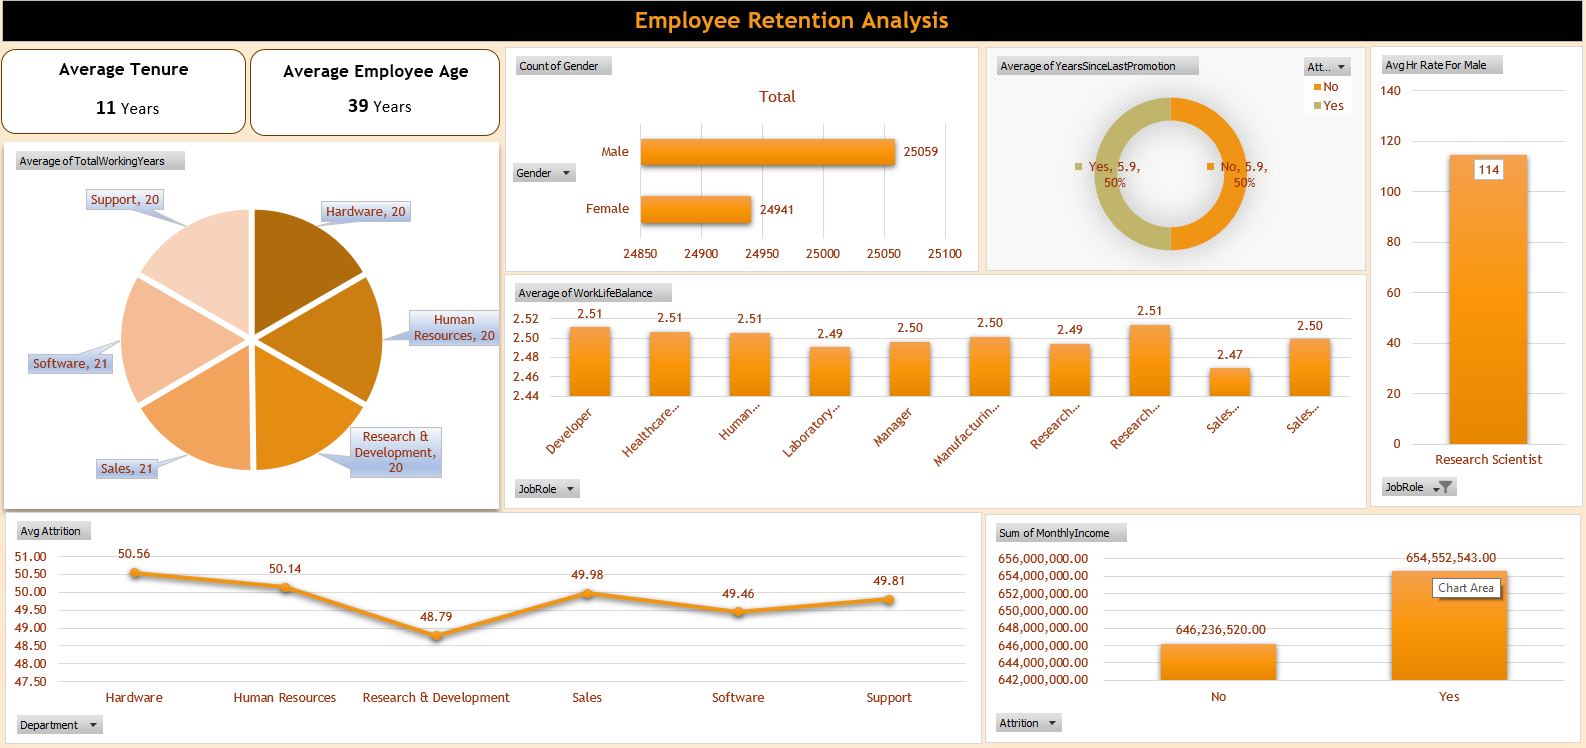 Employee Retention Analysis
Average Tenure
11 Years
Average Employee Age
39 Years
Average of TotalWorkingYears
Support, 20
Hardware, 20
Human
Resources, 20
Software, 21
Research &
Development,
20
Sales, 21
Count of Gender
Total
Gender
Male
25059
Female
24941
24850 24900 24950 25000 25050 25100
Average of YearsSinceLastPromotion
Att...
No
Yes
Yes, 5.9,
50%
No, 5.9,
50%
Avg Hr Rate For Male
140
120
114
100
80
60
40
20
0
Research Scientist
JobRole
Average of WorkLifeBalance
2.52
2.50
2.48
2.46
2.44
2.51 2.51 2.51 2.49 2.50 2.50 2.49 2.51 2.47 2.50
Developer
Healthcare...
Human...
Laboratory...
Manager
Manufacturin...
Research...
Research...
Sales...
Sales...
JobRole
Avg Attrition
51.00
50.50
50.00
49.50
49.00
48.50
48.00
47.50
50.56 50.14 48.79 49.98 49.46 49.81
Hardware Human Resources Research & Development Sales Software Support
Department
Sum of MonthlyIncome
656,000,000.00
654,000,000.00
652,000,000.00
650,000,000.00
648,000,000.00
646,000,000.00
644,000,000.00
642,000,000.00
654,552,543.00
Chart Area
646,236,520.00
No Yes
Attrition